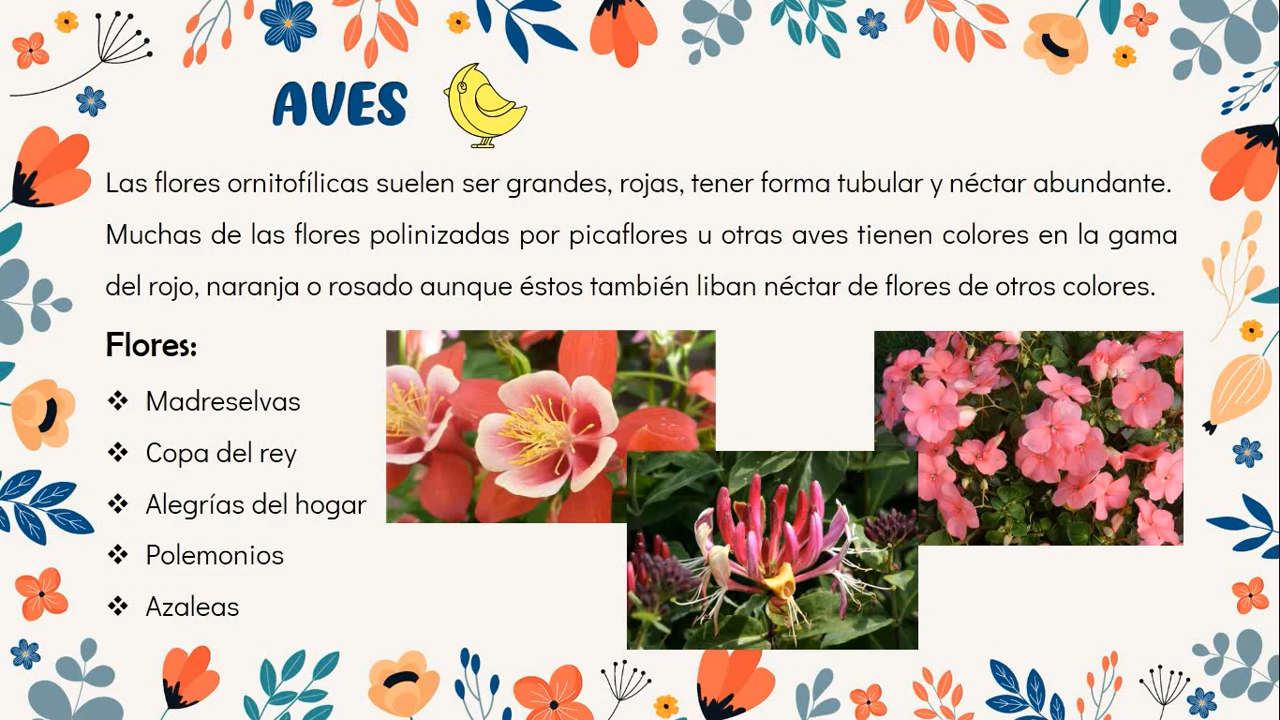 AVES
Las flores ornitofílicas suelen ser grandes, rojas, tener forma tubular y néctar abundante.
Muchas de las flores polinizadas por picaflores u otras aves tienen colores en la gama
del rojo, naranja o rosado aunque éstos también liban néctar de flores de otros colores.
Flores:
❖ Madreselvas
❖ Copa del rey
❖ Alegrías del hogar
❖ Polemonios
❖ Azaleas